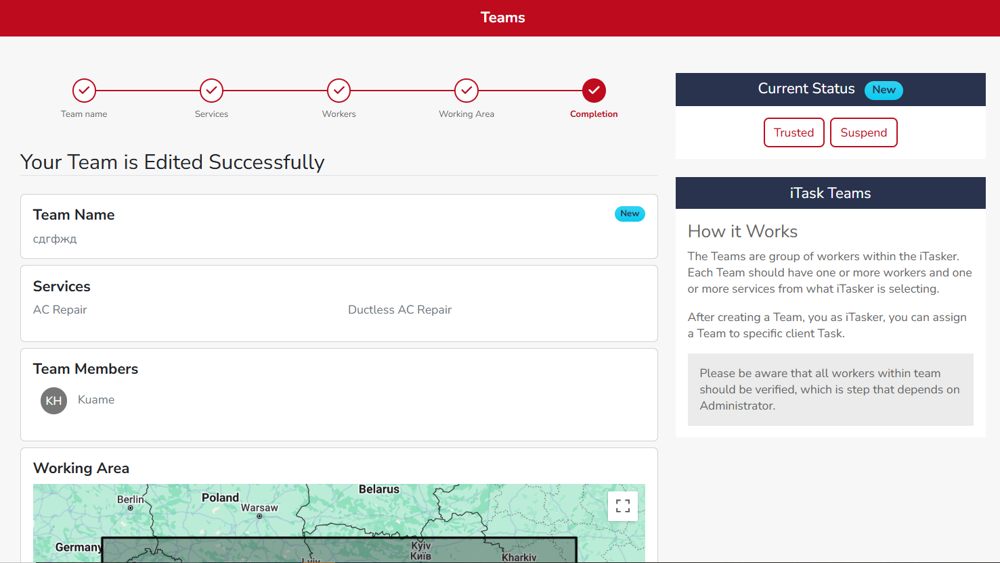 Teams
Team name
Services
Workers
Working Area
Completion
Your Team is Edited Successfully
Team Name
New
сдгфжд
Services
AC Repair
Ductless AC Repair
Team Members
KH
Kuame
Working Area
Belarus
Poland
Berlin
Warsaw
Germany
Kyiv
Київ
Lviv
Kharkiv
Current Status
New
Trusted
Suspend
iTask Teams
How it Works
The Teams are group of workers within the iTasker.
Each Team should have one or more workers and one
or more services from what iTasker is selecting.
After creating a Team, you as iTasker, you can assign
a Team to specific client Task.
Please be aware that all workers within team
should be verified, which is step that depends on
Administrator.